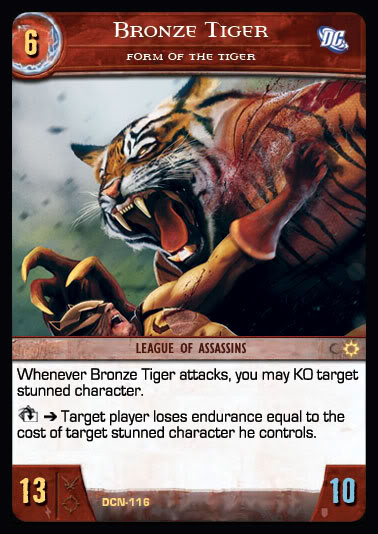 6
BRONZE TIGER
FORM OF THE TIGER
DC
LEAGUE OF ASSASSINS
C
Whenever Bronze Tiger attacks, you may KO target
stunned character.
➔ Target player loses endurance equal to the
cost of target stunned character he controls.
13
DCN-116
10